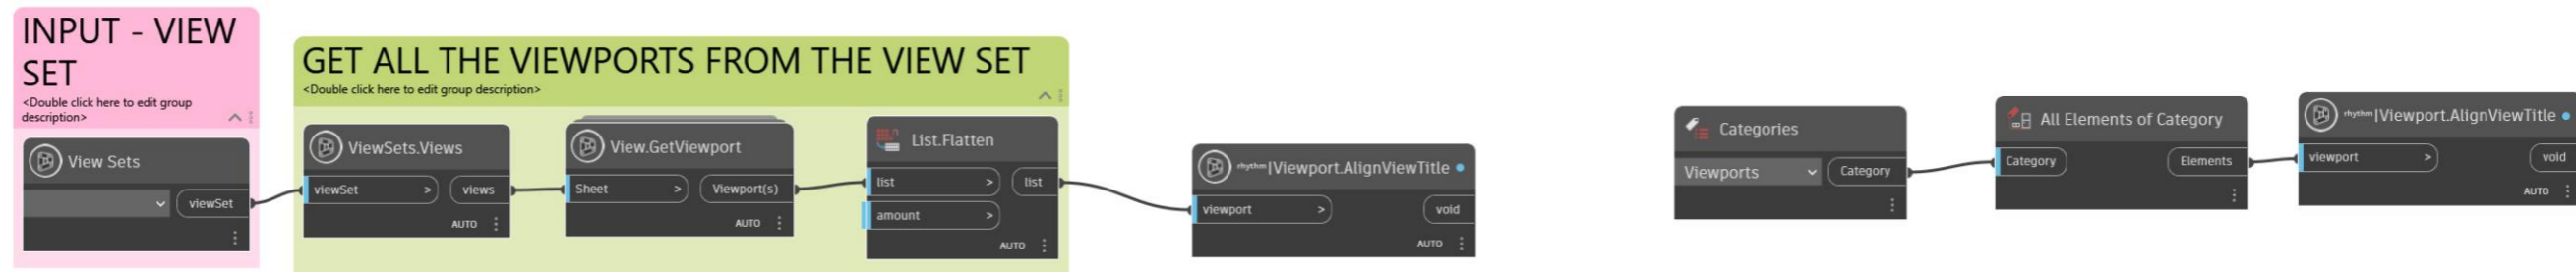 INPUT - VIEW
SET
<Double click here to edit group
description>
View Sets
viewSet
GET ALL THE VIEWPORTS FROM THE VIEW SET
<Double click here to edit group description>
ViewSets.Views
viewSet >
views
AUTO
View.GetViewport
Sheet >
Viewport(s)
AUTO
List.Flatten
list >
list
amount >
AUTO
rhythm|Viewport.AlignViewTitle
viewport >
void
AUTO
Categories
Viewports
Category
All Elements of Category
Category
Elements
rhythm|Viewport.AlignViewTitle
viewport >
void
AUTO